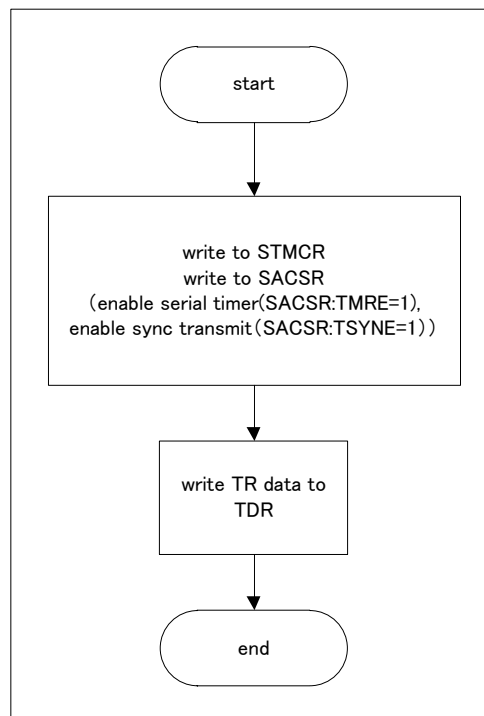 start
write to STMCR
write to SACSR
(enable serial timer(SACSR:TMRE=1),
enable sync transmit(SACSR:TSYNE=1))
write TR data to
TDR
end